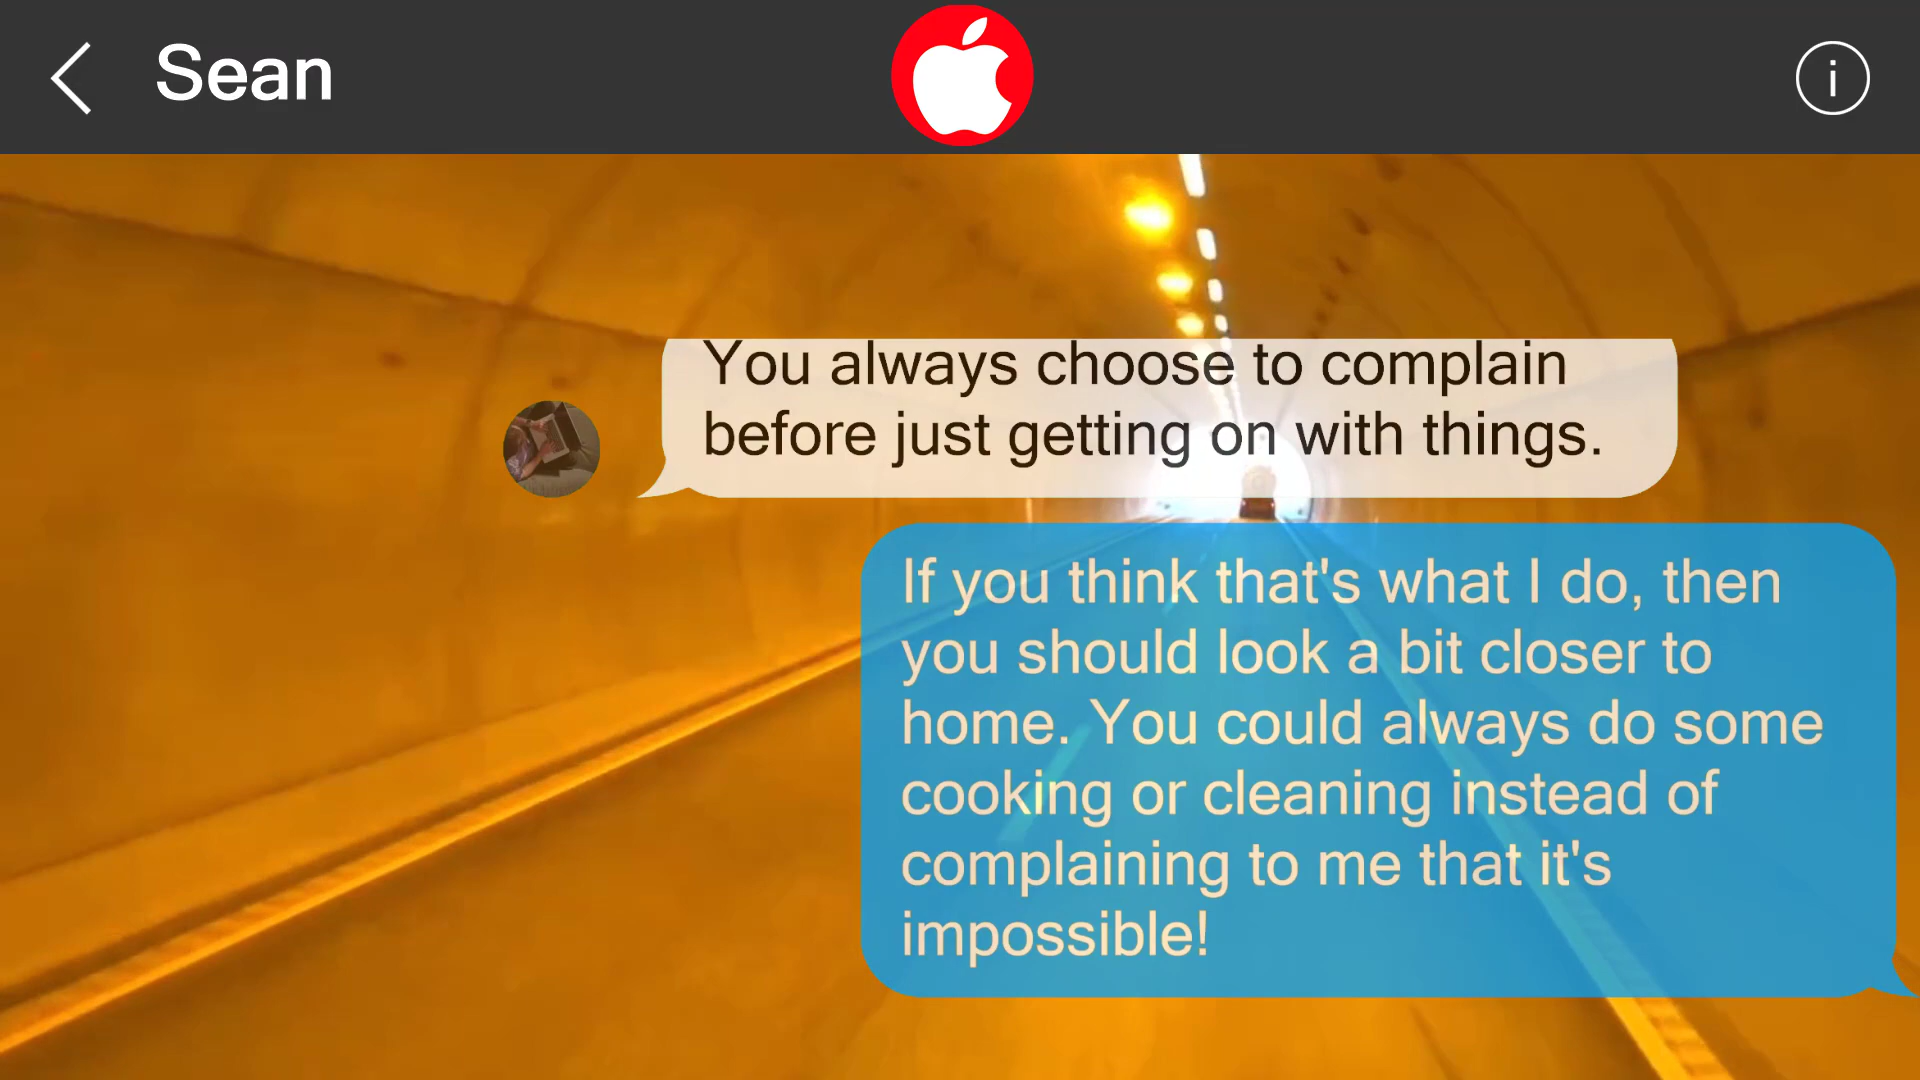 Sean
You always choose to complain
before just getting on with things.
If you think that's what I do, then
you should look a bit closer to
home. You could always do some
cooking or cleaning instead of
complaining to me that it's
impossible!